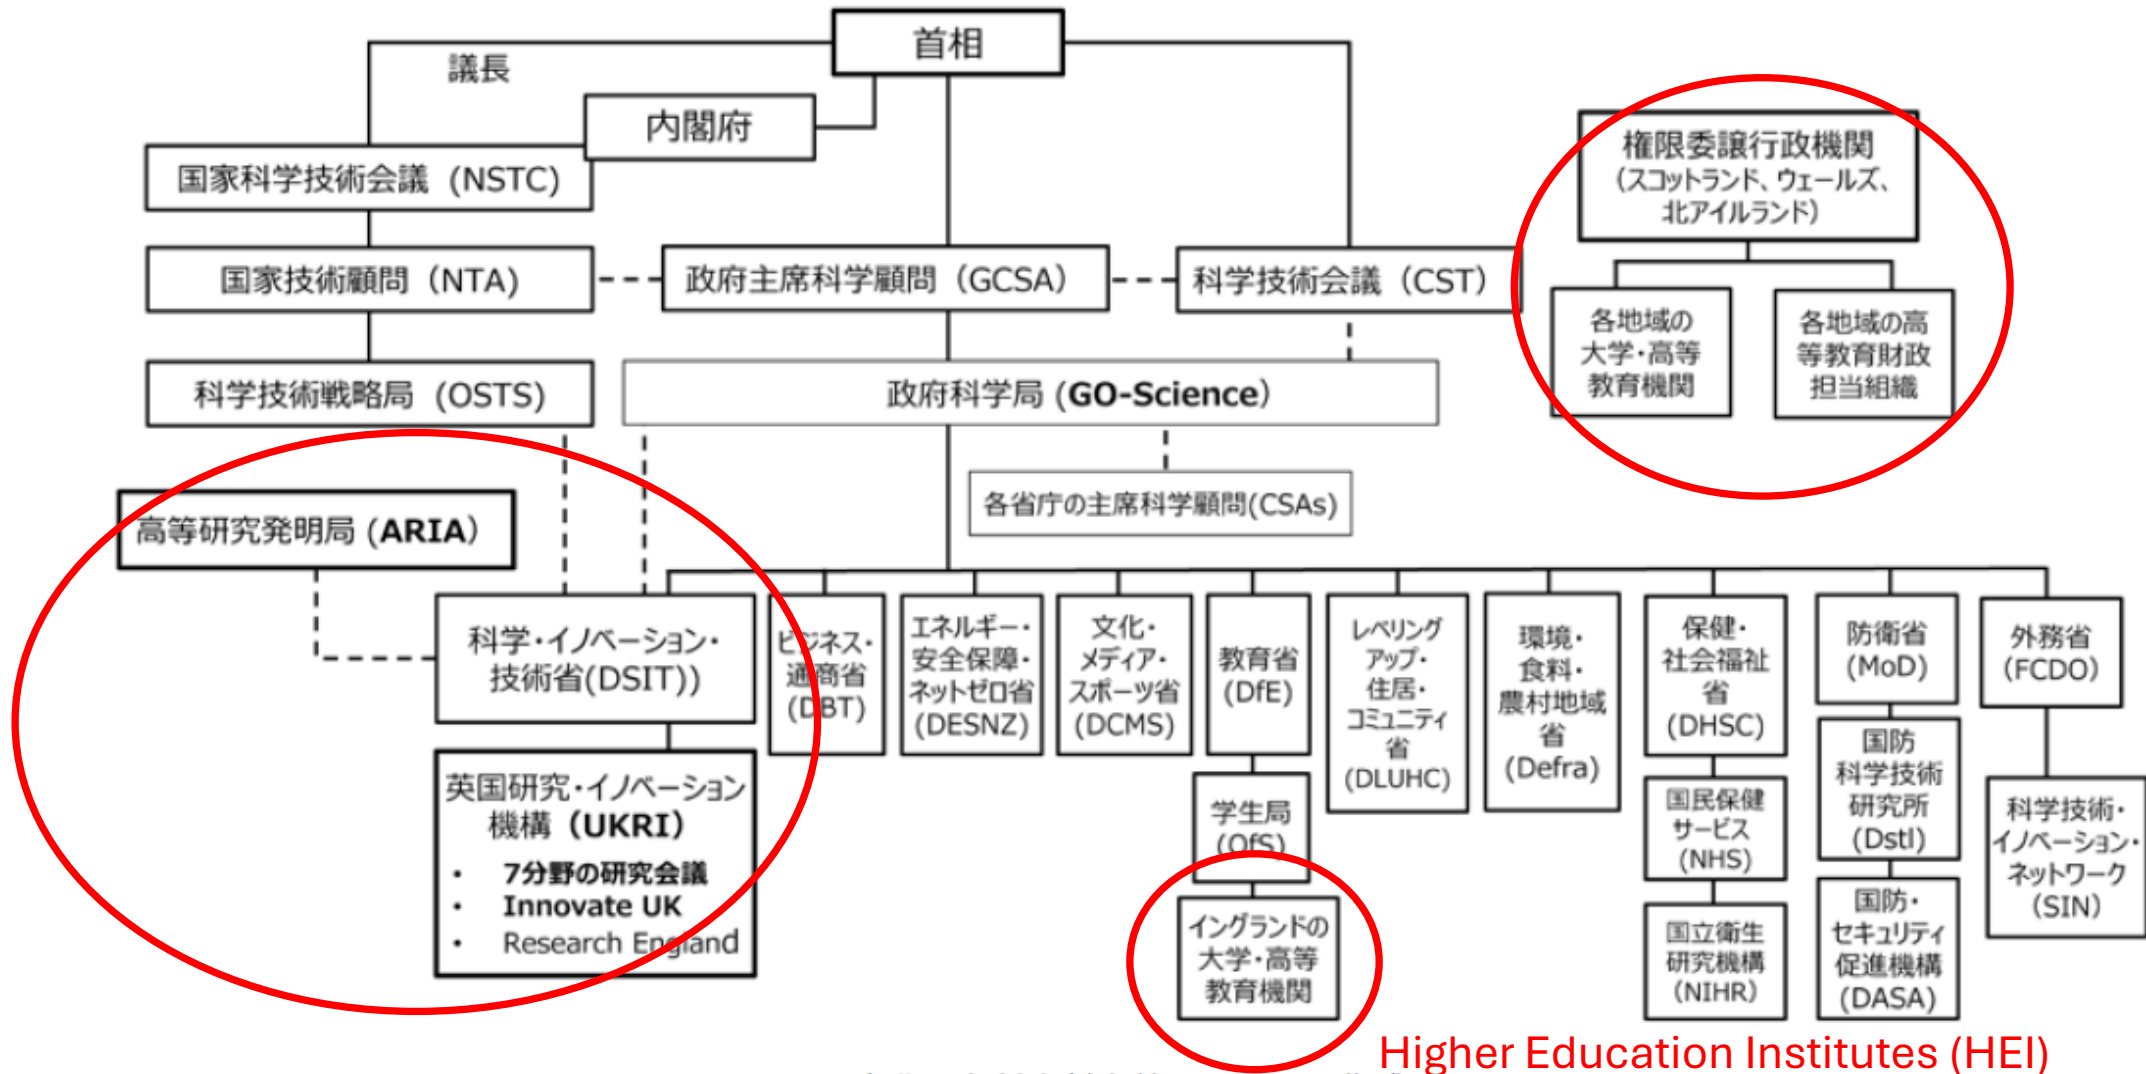 首相
議長
内閣府
国家科学技術会議 (NSTC)
権限委譲行政機関
（スコットランド、ウェールズ、
北アイルランド）
国家技術顧問（NTA)
政府主席科学顧問（GCSA）
科学技術会議（CST）
各地域の
大学・高等
教育機関
各地域の高
等教育財政
担当組織
科学技術戦略局 (OSTS)
政府科学局 (GO-Science）
各省庁の主席科学顧問(CSAs)
高等研究発明局 (ARIA）
科学・イノベーション・
技術省(DSIT))
ビジネス・
通商省
(DBT)
エネルギー・
安全保障・
ネットゼロ省
(DESNZ)
文化・
メディア・
スポーツ省
(DCMS)
教育省
(DfE)
レベリング
アップ・
住居・
コミュニティ
省
(DLUHC)
環境・
食料・
農村地域
省
(Defra)
保健・
社会福祉
省
(DHSC)
防衛省
(MoD)
外務省
(FCDO)
英国研究・イノベーション
機構（UKRI）
• 7分野の研究会議
• Innovate UK
• Research England
学生局
(OfS)
イングランドの
大学・高等
教育機関
国民保健
サービス
(NHS)
国立衛生
研究機構
(NIHR)
国防
科学技術
研究所
(Dstl)
国防・
セキュリティ
促進機構
(DASA)
科学技術・
イノベーション・
ネットワーク
(SIN)
Higher Education Institutes (HEI)